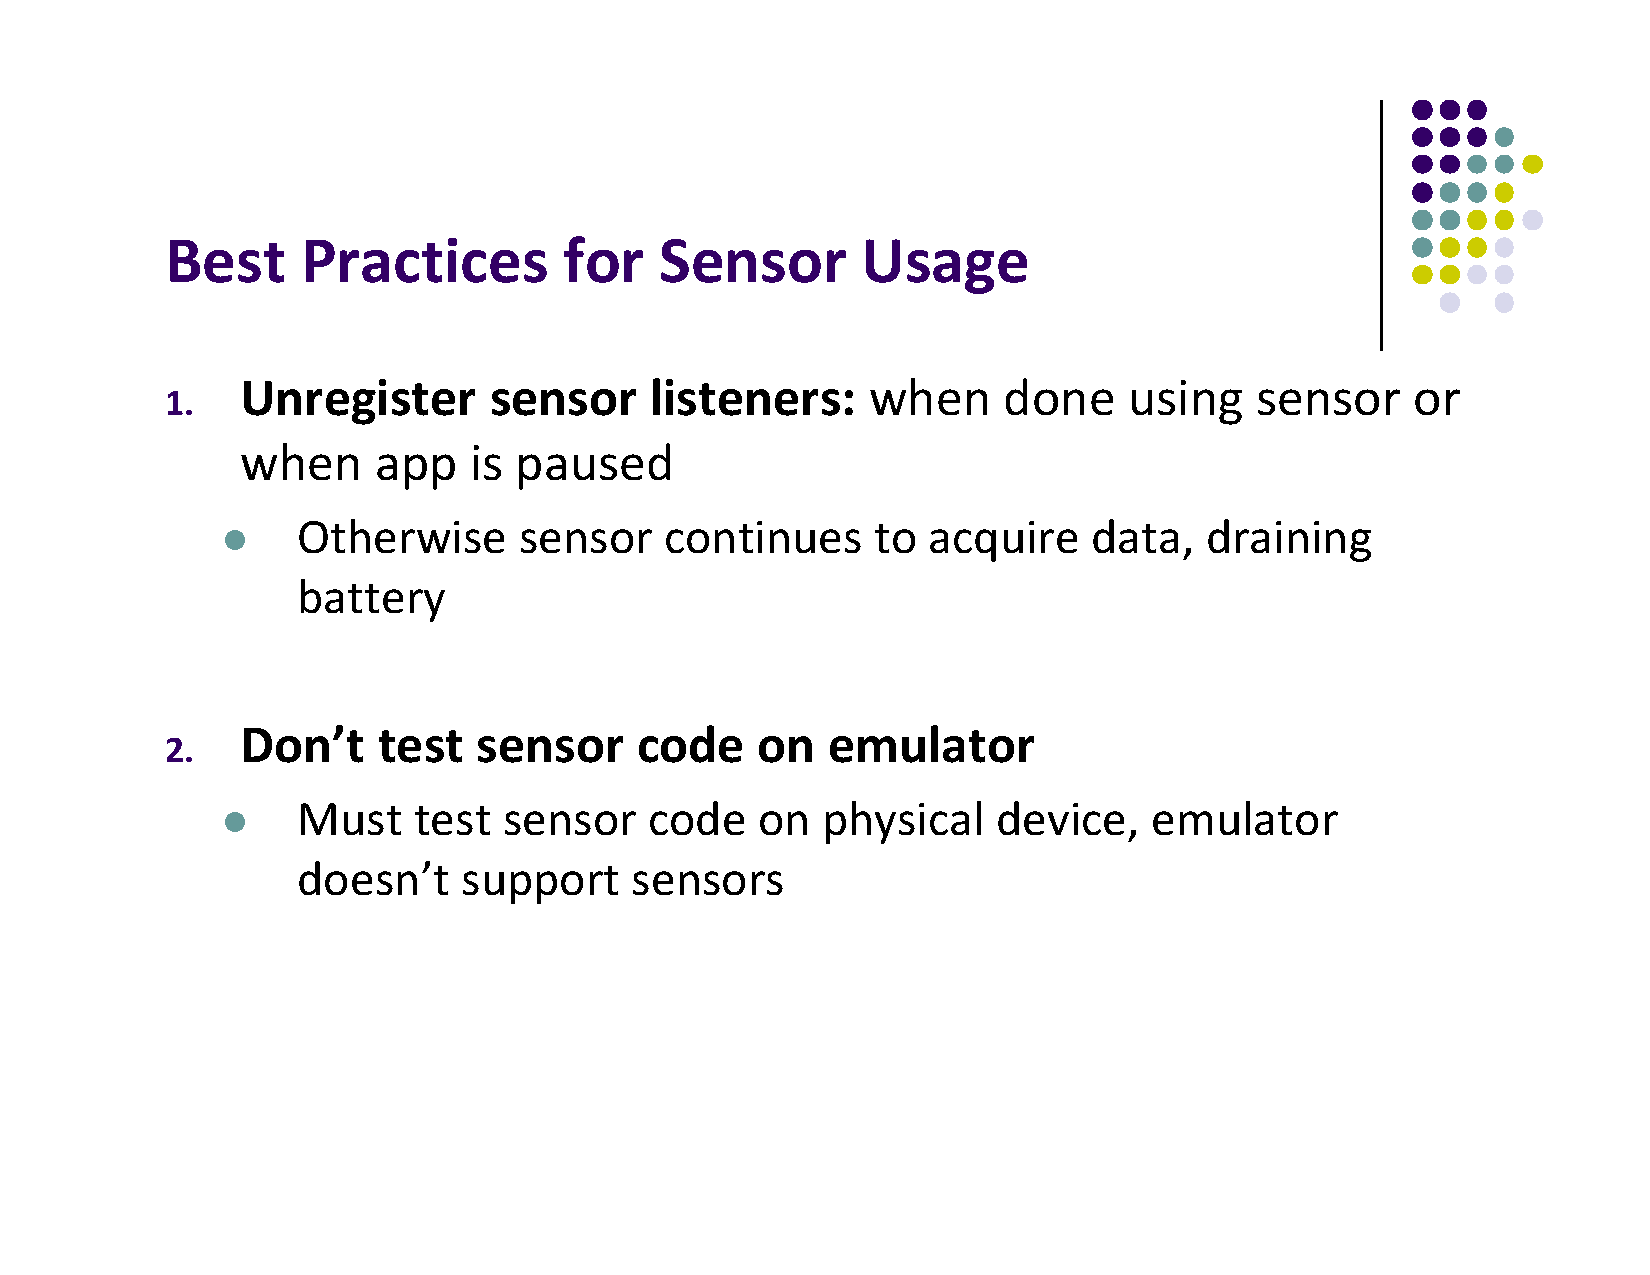 Best Practices for Sensor Usage
1. Unregister sensor listeners: when done using sensor or
when app is paused
● Otherwise sensor continues to acquire data, draining
battery
2. Don’t test sensor code on emulator
● Must test sensor code on physical device, emulator
doesn’t support sensors